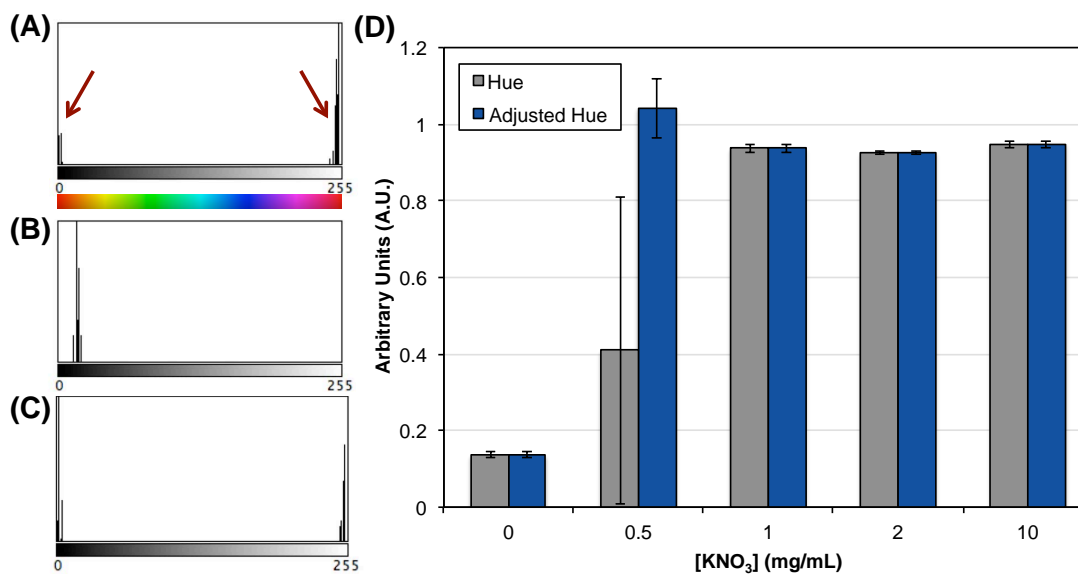 (A)
0
255
(B)
0
255
(C)
0
255
(D)
Arbitrary Units (A.U.)
1.2
1
0.8
0.6
0.4
0.2
0
Hue
Adjusted Hue
0
0.5
1
2
10
[KNO₃] (mg/mL)